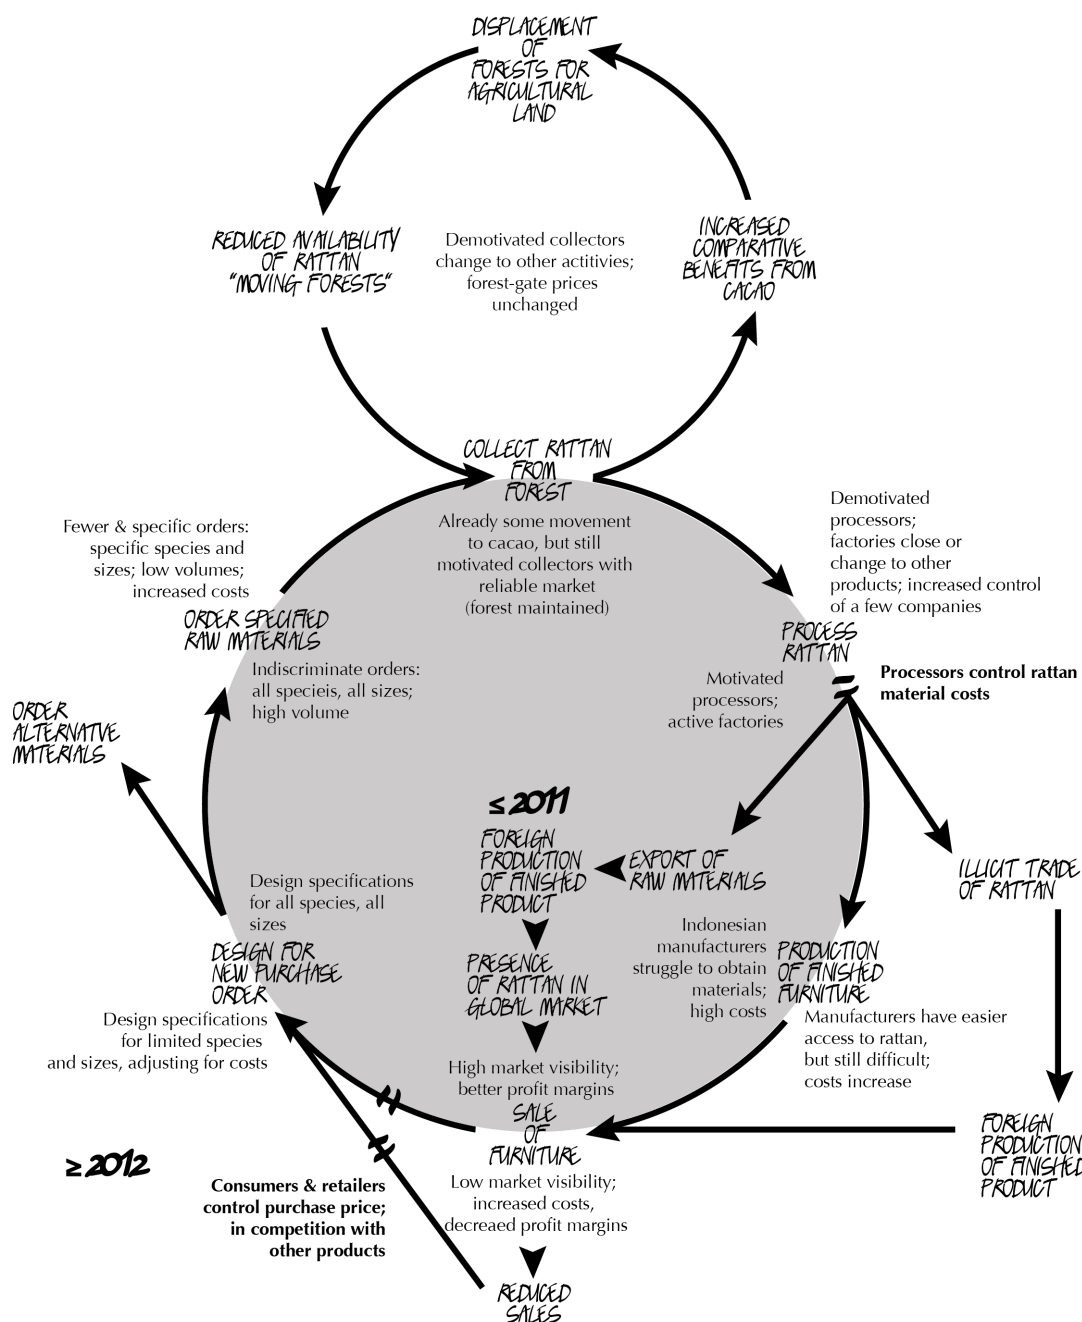 DISPLACEMENT
OF
FORESTS FOR
AGRICULTURAL
LAND
REDUCED AVAILABILITY
OF RATTAN
"MOVING FORESTS"
Demotivated collectors
change to other actitivies;
forest-gate prices
unchanged
INCREASED
COMPARATIVE
BENEFITS FROM
CACAO
COLLECT RATTAN
FROM
FOREST
Already some movement
to cacao, but still
motivated collectors with
reliable market
(forest maintained)
Fewer & specific orders:
specific species and
sizes; low volumes;
increased costs
ORDER SPECIFIED
RAW MATERIALS
Indiscriminate orders:
all specieis, all sizes;
high volume
Demotivated
processors;
factories close or
change to other
products; increased control
of a few companies
PROCESS
RATTAN
Motivated
processors;
active factories
Processors control rattan
material costs
ORDER
ALTERNATVE
MATERIALS
≤ 2011
FOREIGN
PRODUCTION
OF FINISHED
PRODUCT
EXPORT OF
RAW MATERIALS
ILLICIT TRADE
OF RATTAN
Design specifications
for all species, all
sizes
DESIGN FOR
NEW PURCHASE
ORDER
Design specifications
for limited species
and sizes, adjusting for costs
PRESENCE
OF RATTAN IN
GLOBAL MARKET
Indonesian
manufacturers
struggle to obtain
materials;
high costs
PRODUCTION
OF FINISHED
FURNITURE
Manufacturers have easier
access to rattan,
but still difficult;
costs increase
High market visibility;
better profit margins
SALE
OF
FURNITURE
Low market visibility;
increased costs,
decreaed profit margins
FOREIGN
PRODUCTION
OF FINISHED
PRODUCT
≥ 2012
Consumers & retailers
control purchase price;
in competition with
other products
REDUCED
SALES